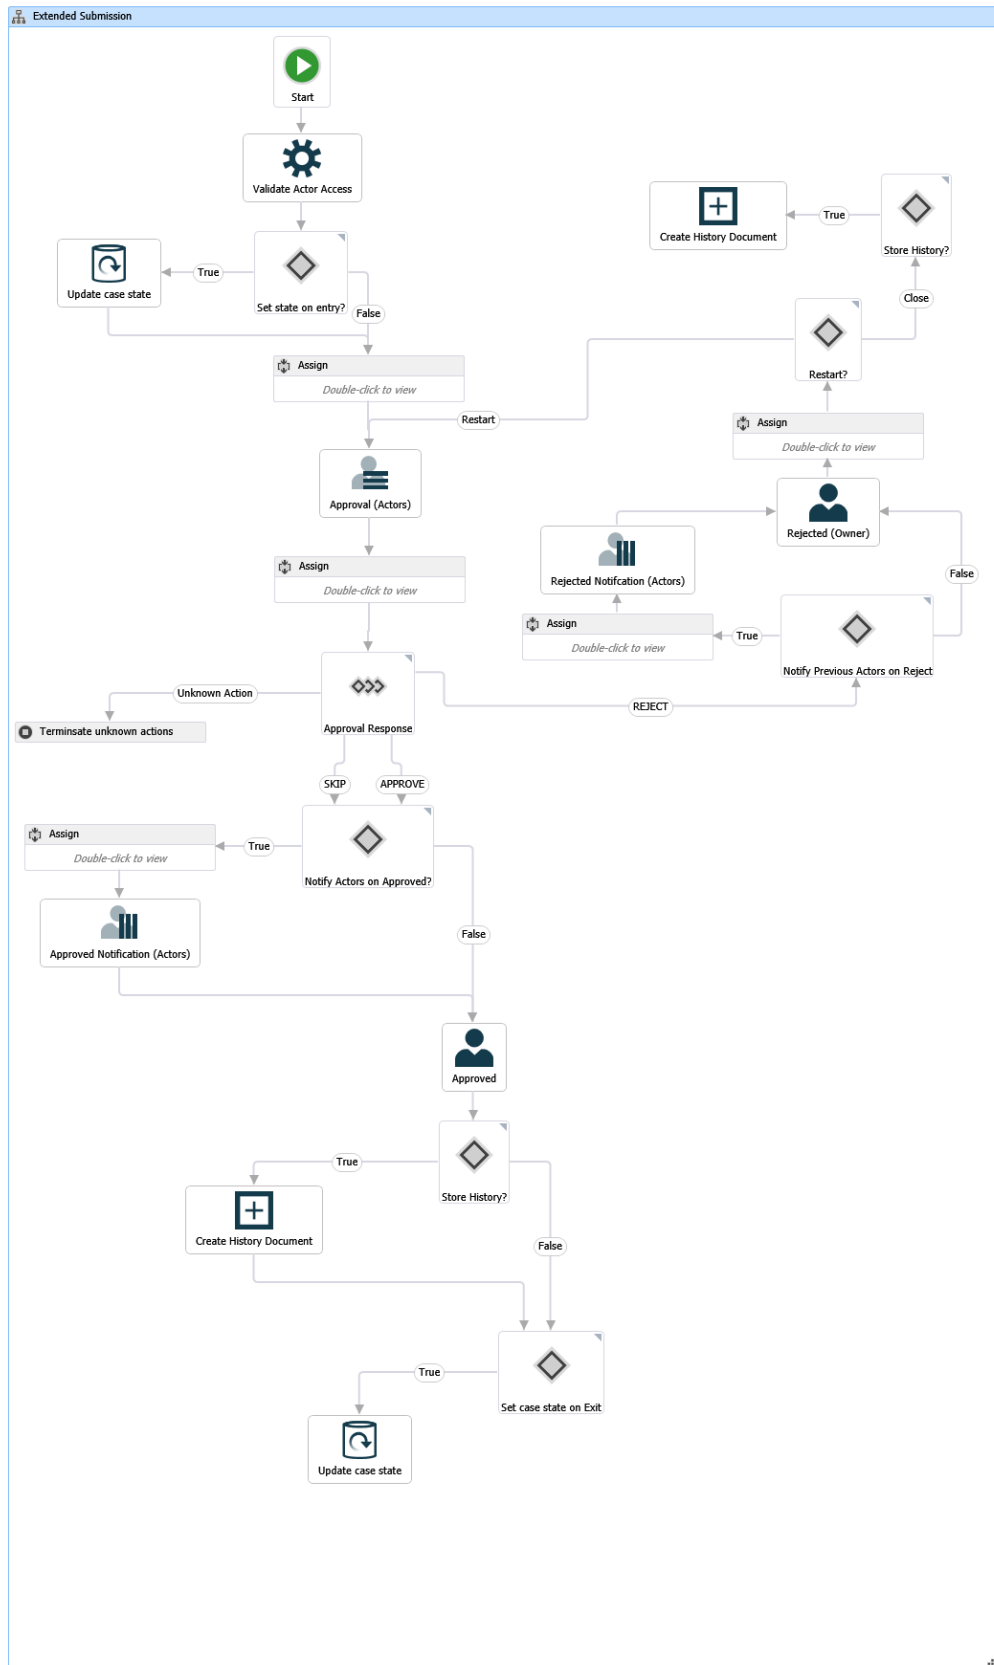 Extended Submission
Start
Validate Actor Access
Create History Document
True
Store History?
Update case state
True
Set state on entry?
False
Close
Restart?
Assign
Double-click to view
Restart
Assign
Double-click to view
Approval (Actors)
Rejected (Owner)
Assign
Double-click to view
Rejected Notifcation (Actors)
False
Assign
Double-click to view
True
Notify Previous Actors on Reject
Unknown Action
Approval Response
REJECT
Terminsate unknown actions
SKIP
APPROVE
Assign
Double-click to view
True
Notify Actors on Approved?
Approved Notification (Actors)
False
Approved
True
Store History?
Create History Document
False
True
Set case state on Exit
Update case state